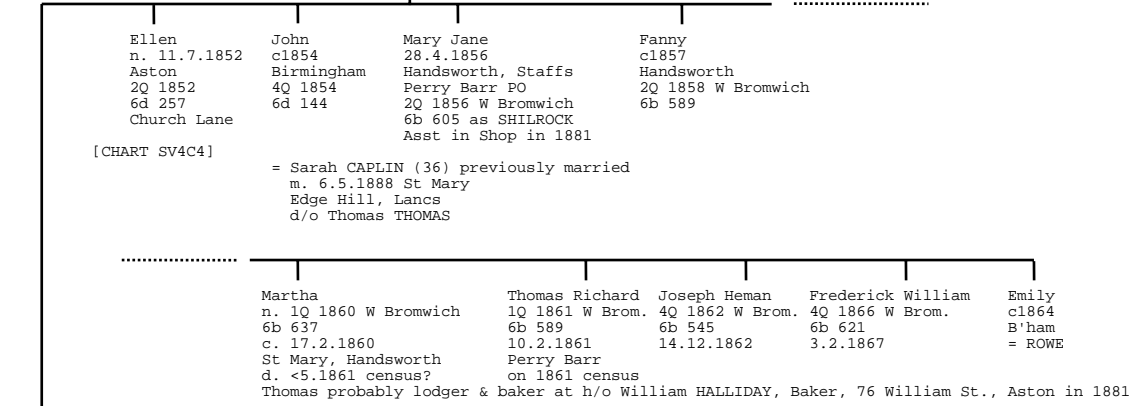 Ellen
n. 11.7.1852
Aston
2Q 1852
6d 257
Church Lane
John
c1854
Birmingham
4Q 1854
6d 144
Mary Jane
28.4.1856
Handsworth, Staffs
Perry Barr PO
2Q 1856 W Bromwich
6b 605 as SHILROCK
Asst in Shop in 1881
Fanny
c1857
Handsworth
2Q 1858 W Bromwich
6b 589
[CHART SV4C4]
= Sarah CAPLIN (36) previously married
m. 6.5.1888 St Mary
Edge Hill, Lancs
d/o Thomas THOMAS
Martha
n. 1Q 1860 W Bromwich
6b 637
c. 17.2.1860
St Mary, Handsworth
d. <5.1861 census?
Thomas Richard
1Q 1861 W Brom.
6b 589
10.2.1861
Perry Barr
on 1861 census
Joseph Heman
4Q 1862 W Brom.
6b 545
14.12.1862
Frederick William
4Q 1866 W Brom.
6b 621
3.2.1867
Emily
c1864
B'ham
= ROWE
Thomas probably lodger & baker at h/o William HALLIDAY, Baker, 76 William St., Aston in 1881